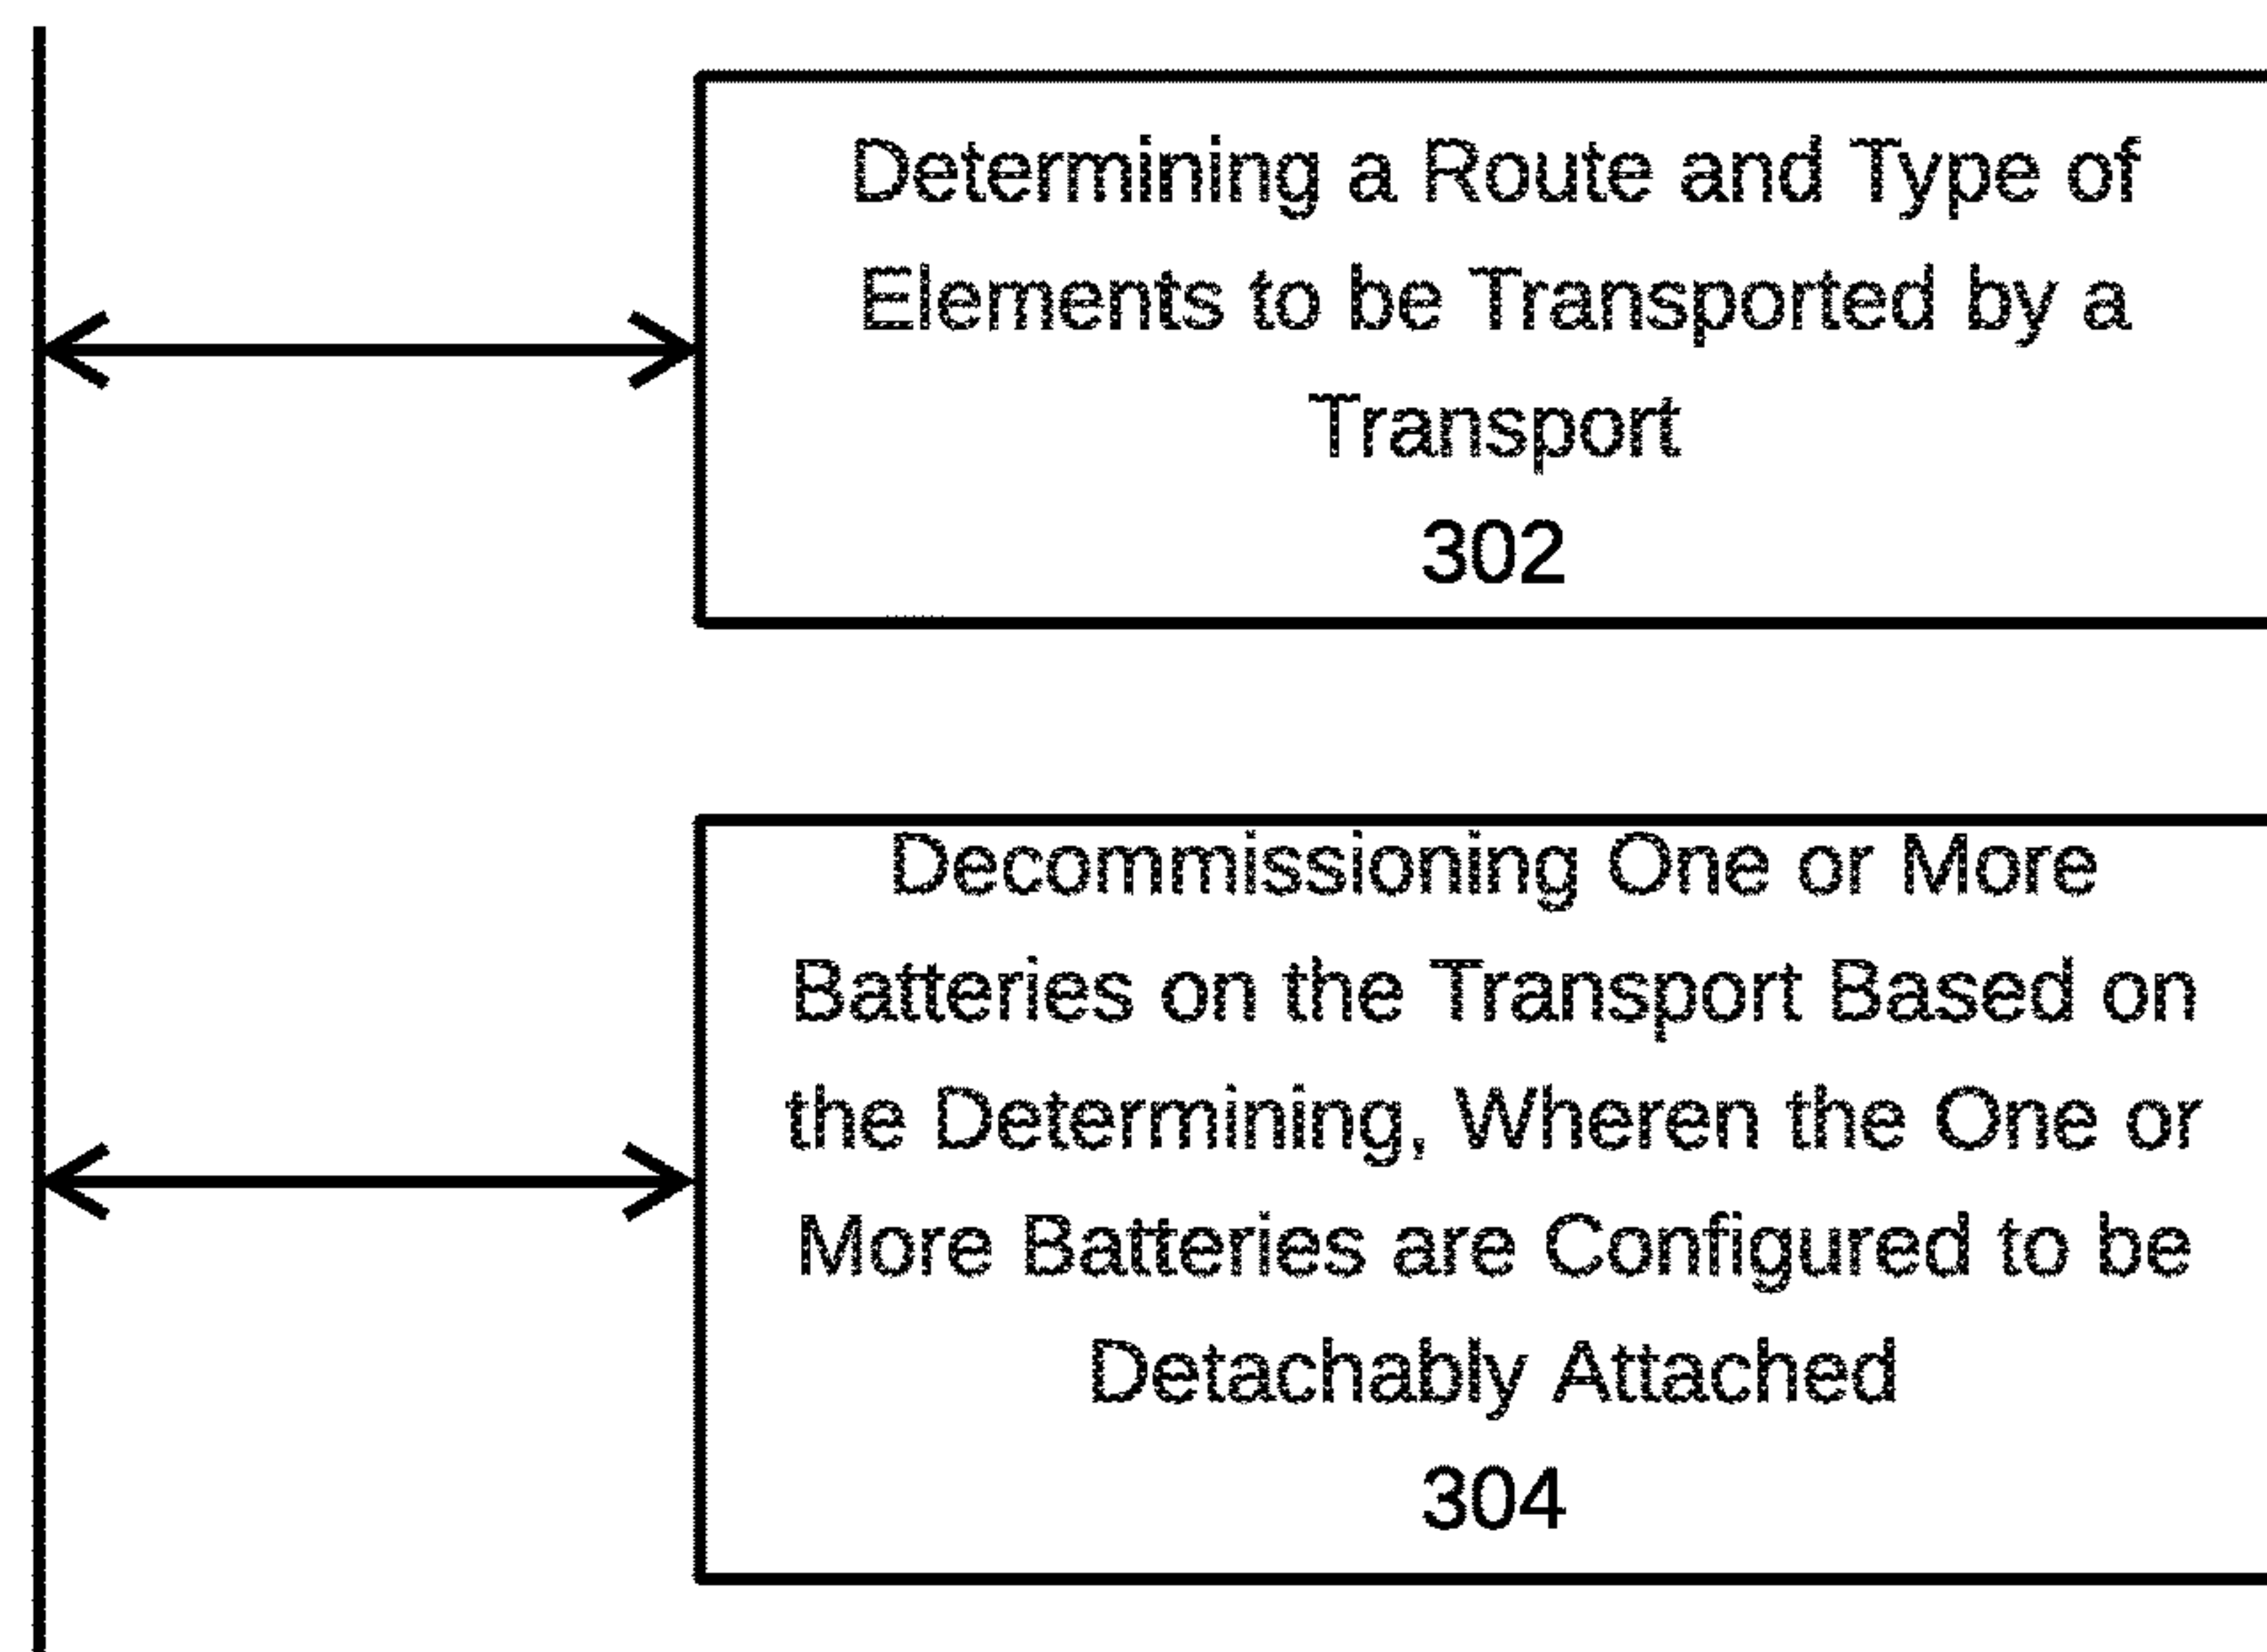 Determining a Route and Type of
Elements to be Transported by a
Transport
302
Decommissioning One or More
Batteries on the Transport Based on
the Determining, Wheren the One or
More Batteries are Configured to be
Detachably Attached
304